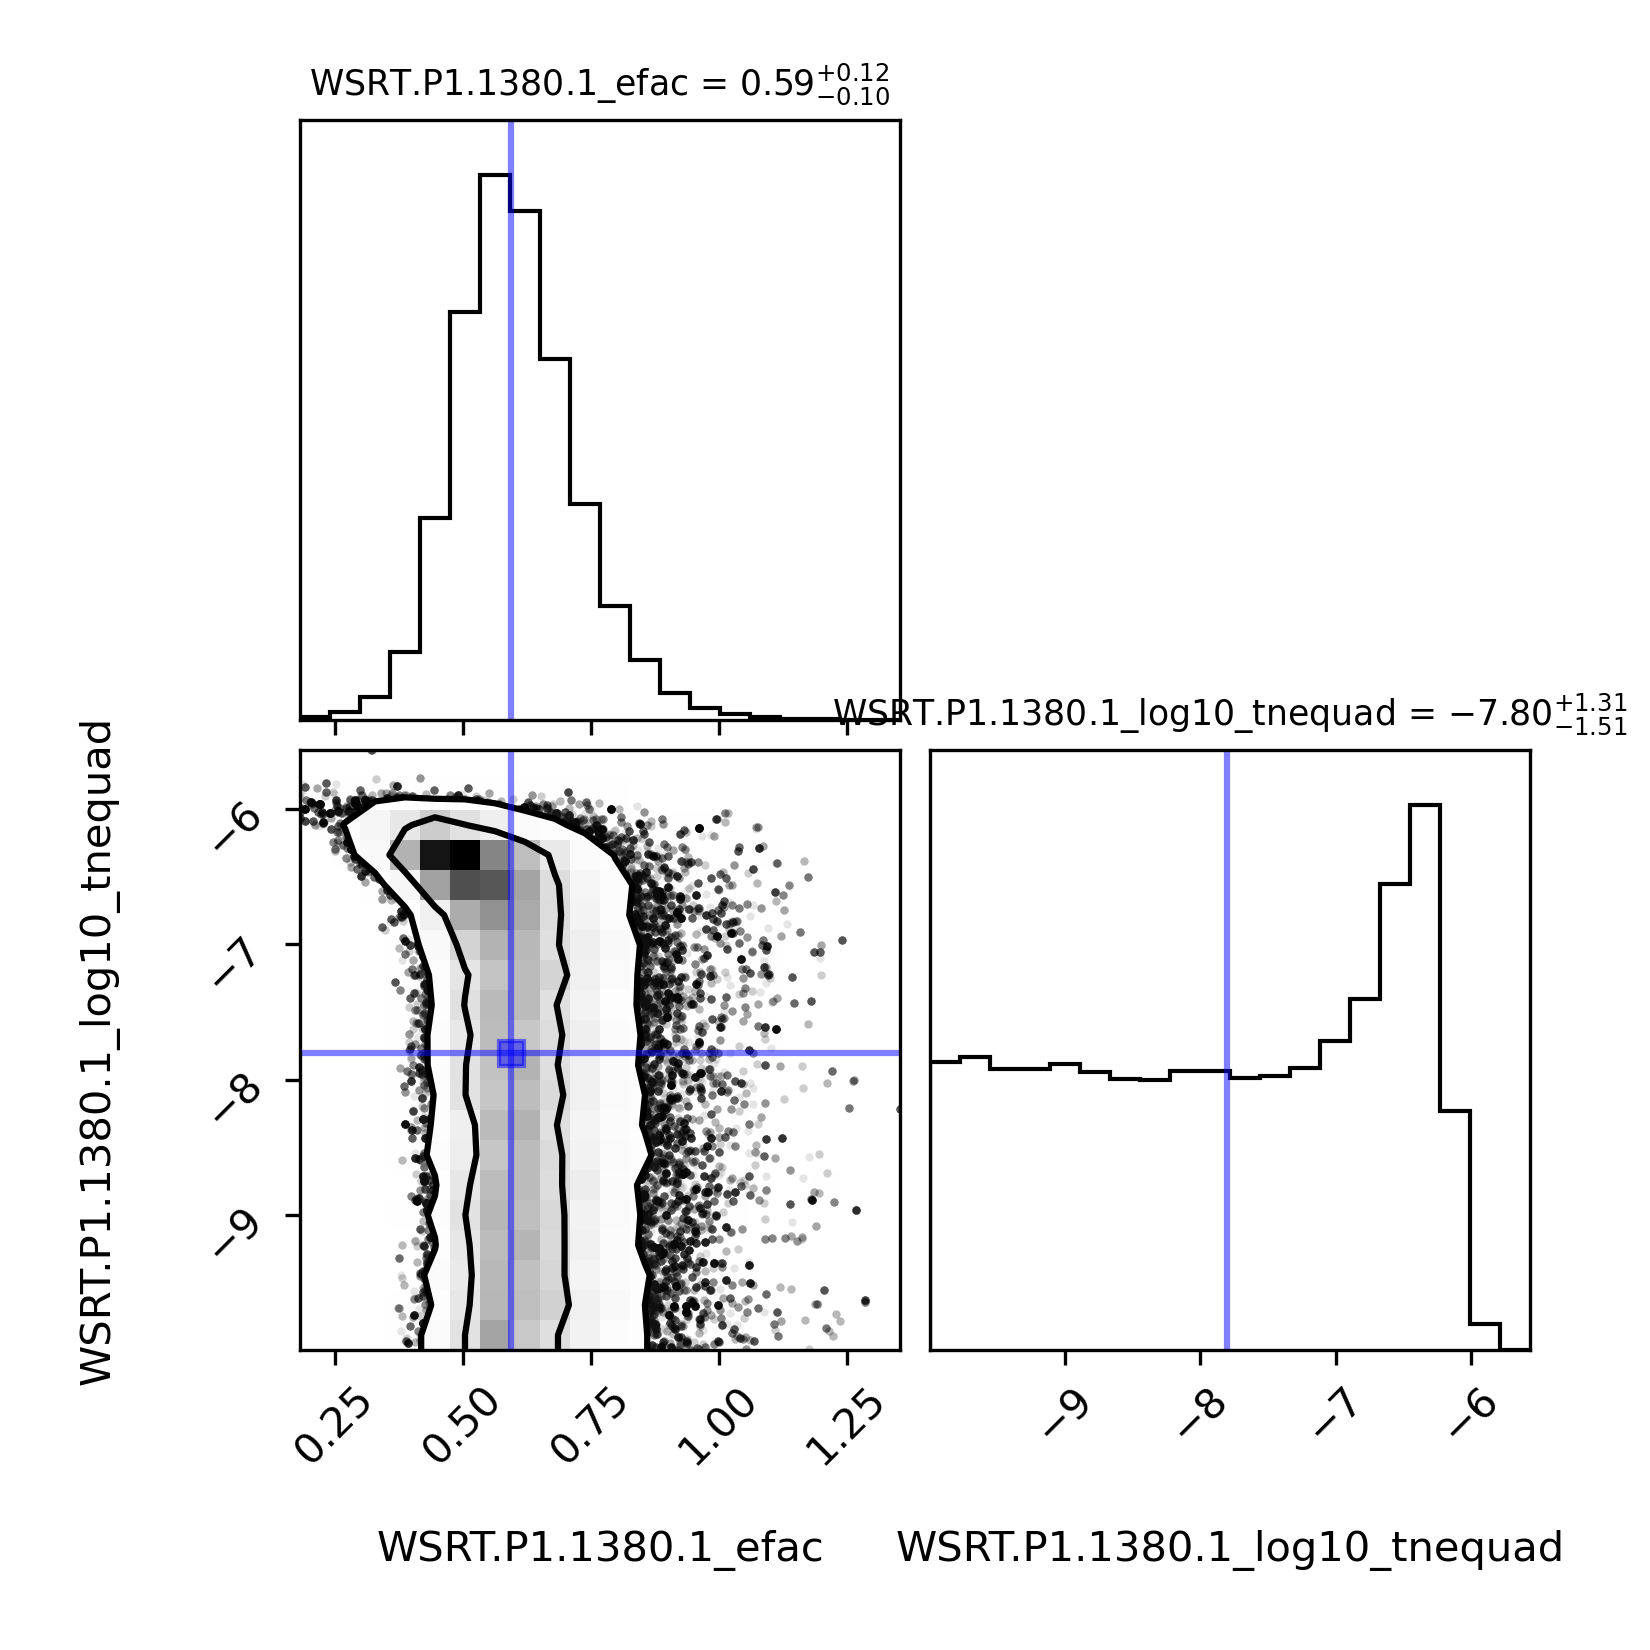 WSRT.P1.1380.1_efac = 0.59+0.12 −0.10
WSRT.P1.1380.1_log10_tnequad = −7.80+1.31 −1.51
WSRT.P1.1380.1_log10_tnequad
−6
−7
−8
−9
0.25 0.50 0.75 1.00 1.25
−9 −8 −7 −6
WSRT.P1.1380.1_efac
WSRT.P1.1380.1_log10_tnequad